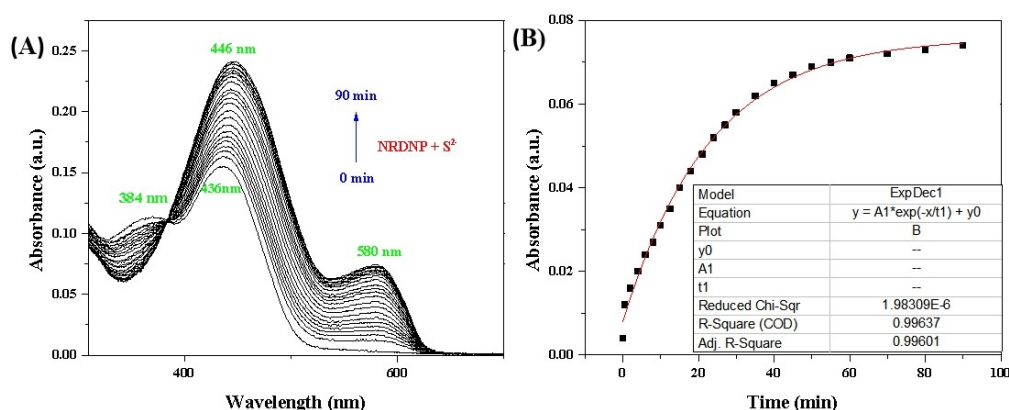 (A)
446 nm
90 min
NRDNP + S2-
384 nm
436nm
0 min
580 nm
0.25
0.20
0.15
0.10
0.05
0.00
Absorbance (a.u.)
400
600
Wavelength (nm)
(B)
0.08
0.06
0.04
0.02
0.00
Absorbance (a.u.)
Model ExpDec1
Equation y = A1*exp(-x/t1) + y0
Plot B
y0 --
A1 --
t1 --
Reduced Chi-Sqr 1.98309E-6
R-Square (COD) 0.99637
Adj. R-Square 0.99601
0 20 40 60 80 100
Time (min)